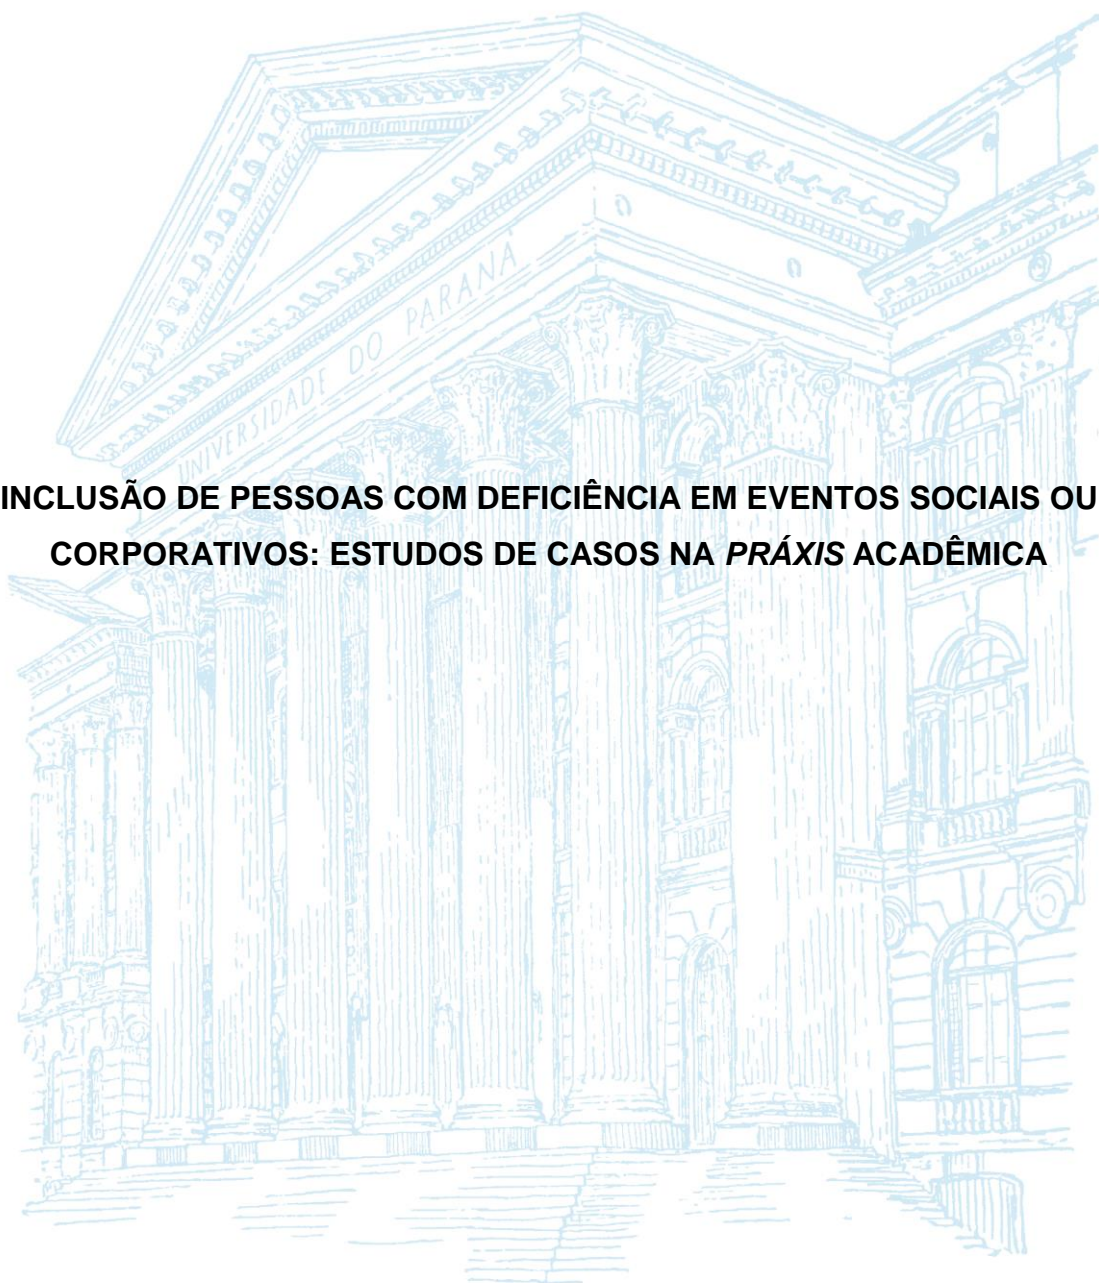 UNIVERSIDADE DO PARANÁ
INCLUSÃO DE PESSOAS COM DEFICIÊNCIA EM EVENTOS SOCIAIS OU
CORPORATIVOS: ESTUDOS DE CASOS NA PRÁXIS ACADÊMICA